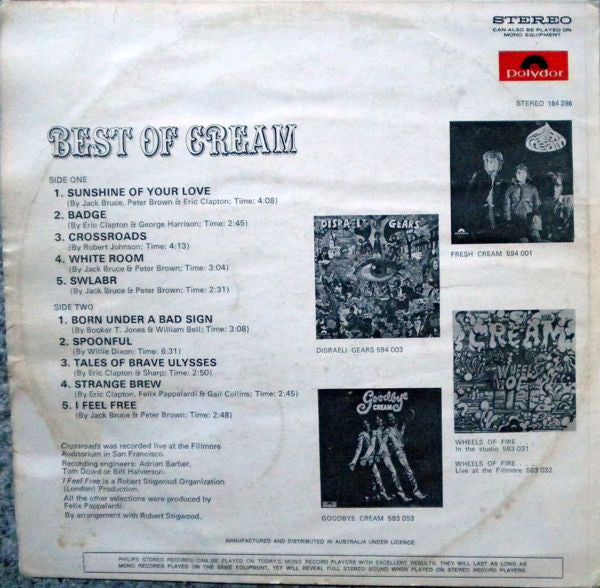 STEREO
CAN ALSO BE PLAYED ON
MONO EQUIPMENT
Polydor
STEREO 184 298
BEST OF CREAM
SIDE ONE
1. SUNSHINE OF YOUR LOVE
(By Jack Bruce, Peter Brown & Eric Clapton; Time: 4:08)
2. BADGE
(By Eric Clapton & George Harrison; Time: 2:45)
3. CROSSROADS
(By Robert Johnson; Time: 4:13)
4. WHITE ROOM
(By Jack Bruce & Peter Brown; Time: 3:04)
5. SWLABR
(By Jack Bruce & Peter Brown; Time: 2:31)
SIDE TWO
1. BORN UNDER A BAD SIGN
(By Booker T. Jones & William Bell; Time: 3:08)
2. SPOONFUL
(By Willie Dixon; Time: 6:31)
3. TALES OF BRAVE ULYSSES
(By Eric Clapton & Sharp; Time: 2:50)
4. STRANGE BREW
(By Eric Clapton, Felix Pappalardi & Gail Collins; Time: 2:45)
5. I FEEL FREE
(By Jack Bruce & Peter Brown; Time: 2:48)
Crossroads was recorded live at the Fillmore
Auditorium in San Francisco.
Recording engineers: Adrian Barber,
Tom Dowd or Bill Halverson.
I Feel Free is a Robert Stigwood Organization
(London) Production.
All the other selections were produced by
Felix Pappalardi.
By arrangement with Robert Stigwood.
Fresh Cream
FRESH CREAM 594 001
DISRAELI GEARS
DISRAELI GEARS 594 003
CREAM
WHEELS OF
WHEELS OF FIRE . . .
In the studio 583 031
WHEELS OF FIRE . . .
Live at the Fillmore 583 032
Goodbye
CREAM
GOODBYE CREAM 583 053
MANUFACTURED AND DISTRIBUTED IN AUSTRALIA UNDER LICENCE
PHILIPS STEREO RECORDS CAN BE PLAYED ON TODAY'S MONO RECORD PLAYERS WITH EXCELLENT RESULTS. THEY WILL LAST AS LONG AS
MONO RECORDS PLAYED ON THE SAME EQUIPMENT, YET WILL REVEAL FULL STEREO SOUND WHEN PLAYED ON STEREO RECORD PLAYERS.